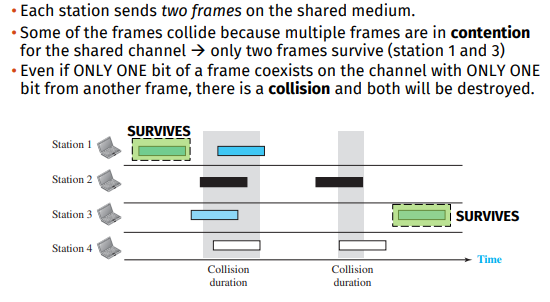 • Each station sends two frames on the shared medium.
• Some of the frames collide because multiple frames are in contention
for the shared channel → only two frames survive (station 1 and 3)
• Even if ONLY ONE bit of a frame coexists on the channel with ONLY ONE
bit from another frame, there is a collision and both will be destroyed.
SURVIVES
Station 1
Station 2
Station 3
SURVIVES
Station 4
Time
Collision
duration
Collision
duration